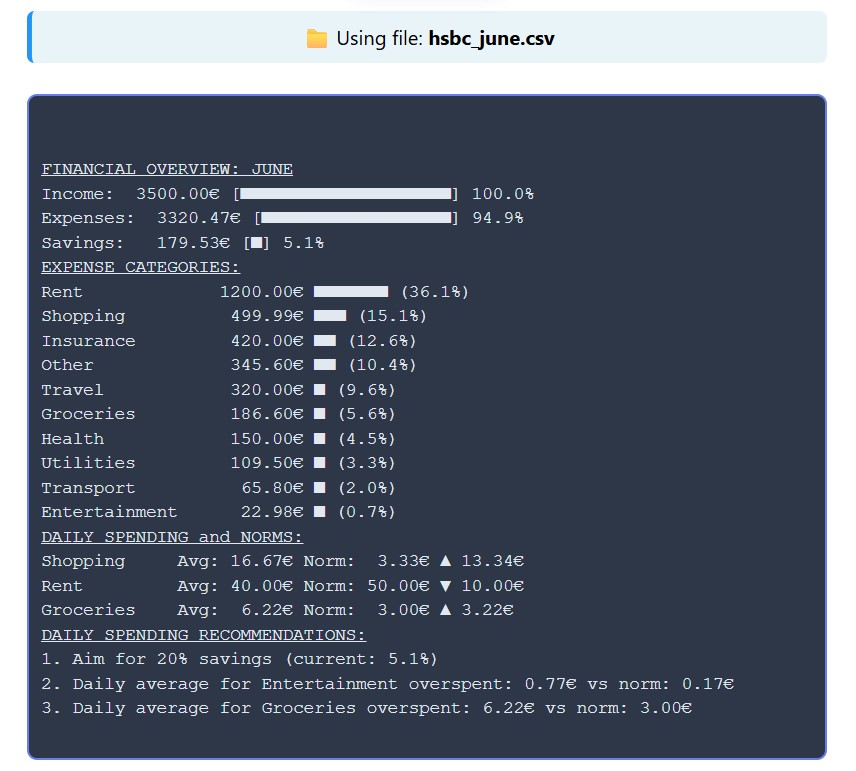 Using file: hsbc_june.csv
FINANCIAL OVERVIEW: JUNE
Income:  3500.00€ [████████████████████] 100.0%
Expenses:  3320.47€ [██████████████████] 94.9%
Savings:   179.53€ [█] 5.1%
EXPENSE CATEGORIES:
Rent             1200.00€ ███████ (36.1%)
Shopping          499.99€ ███ (15.1%)
Insurance         420.00€ ██ (12.6%)
Other             345.60€ ██ (10.4%)
Travel            320.00€ █ (9.6%)
Groceries         186.60€ █ (5.6%)
Health            150.00€ █ (4.5%)
Utilities         109.50€ █ (3.3%)
Transport          65.80€ █ (2.0%)
Entertainment      22.98€ █ (0.7%)
DAILY SPENDING and NORMS:
Shopping     Avg: 16.67€ Norm:  3.33€ ▲ 13.34€
Rent         Avg: 40.00€ Norm: 50.00€ ▼ 10.00€
Groceries    Avg:  6.22€ Norm:  3.00€ ▲ 3.22€
DAILY SPENDING RECOMMENDATIONS:
1. Aim for 20% savings (current: 5.1%)
2. Daily average for Entertainment overspent: 0.77€ vs norm: 0.17€
3. Daily average for Groceries overspent: 6.22€ vs norm: 3.00€